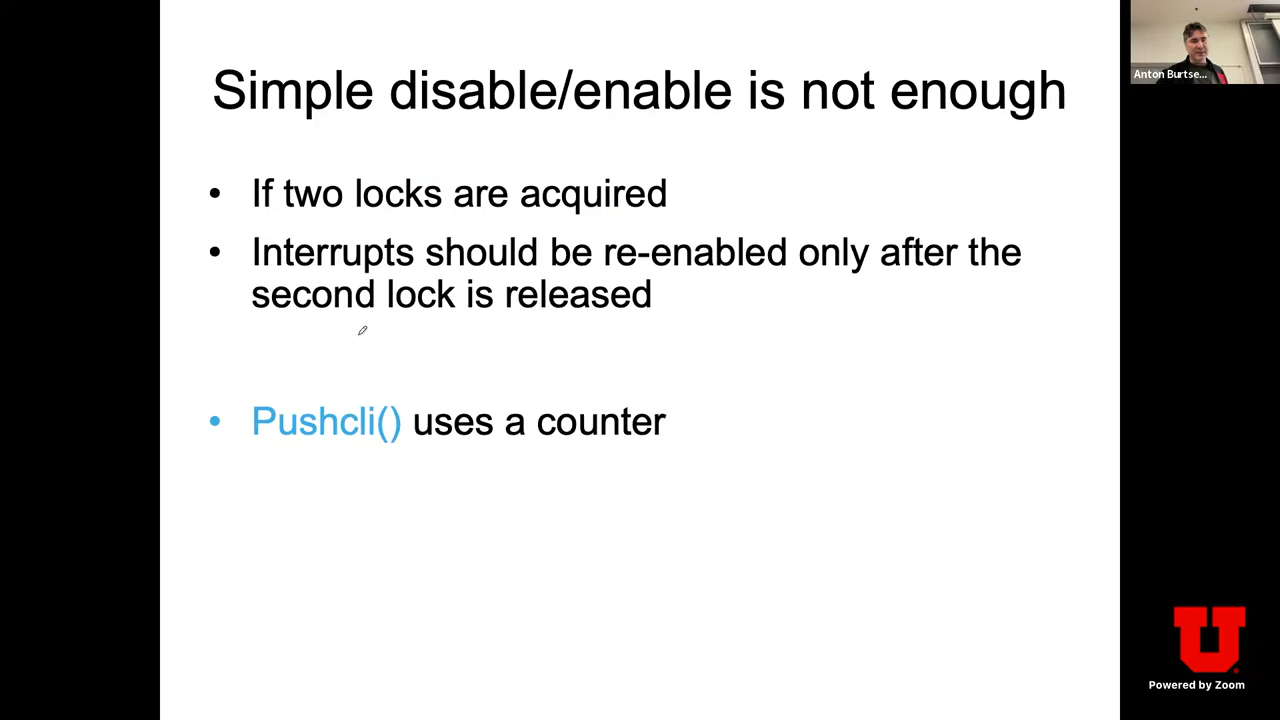 Simple disable/enable is not enough
• If two locks are acquired
• Interrupts should be re-enabled only after the
second lock is released
• Pushcli() uses a counter
Anton Burtse...
U
Powered by Zoom